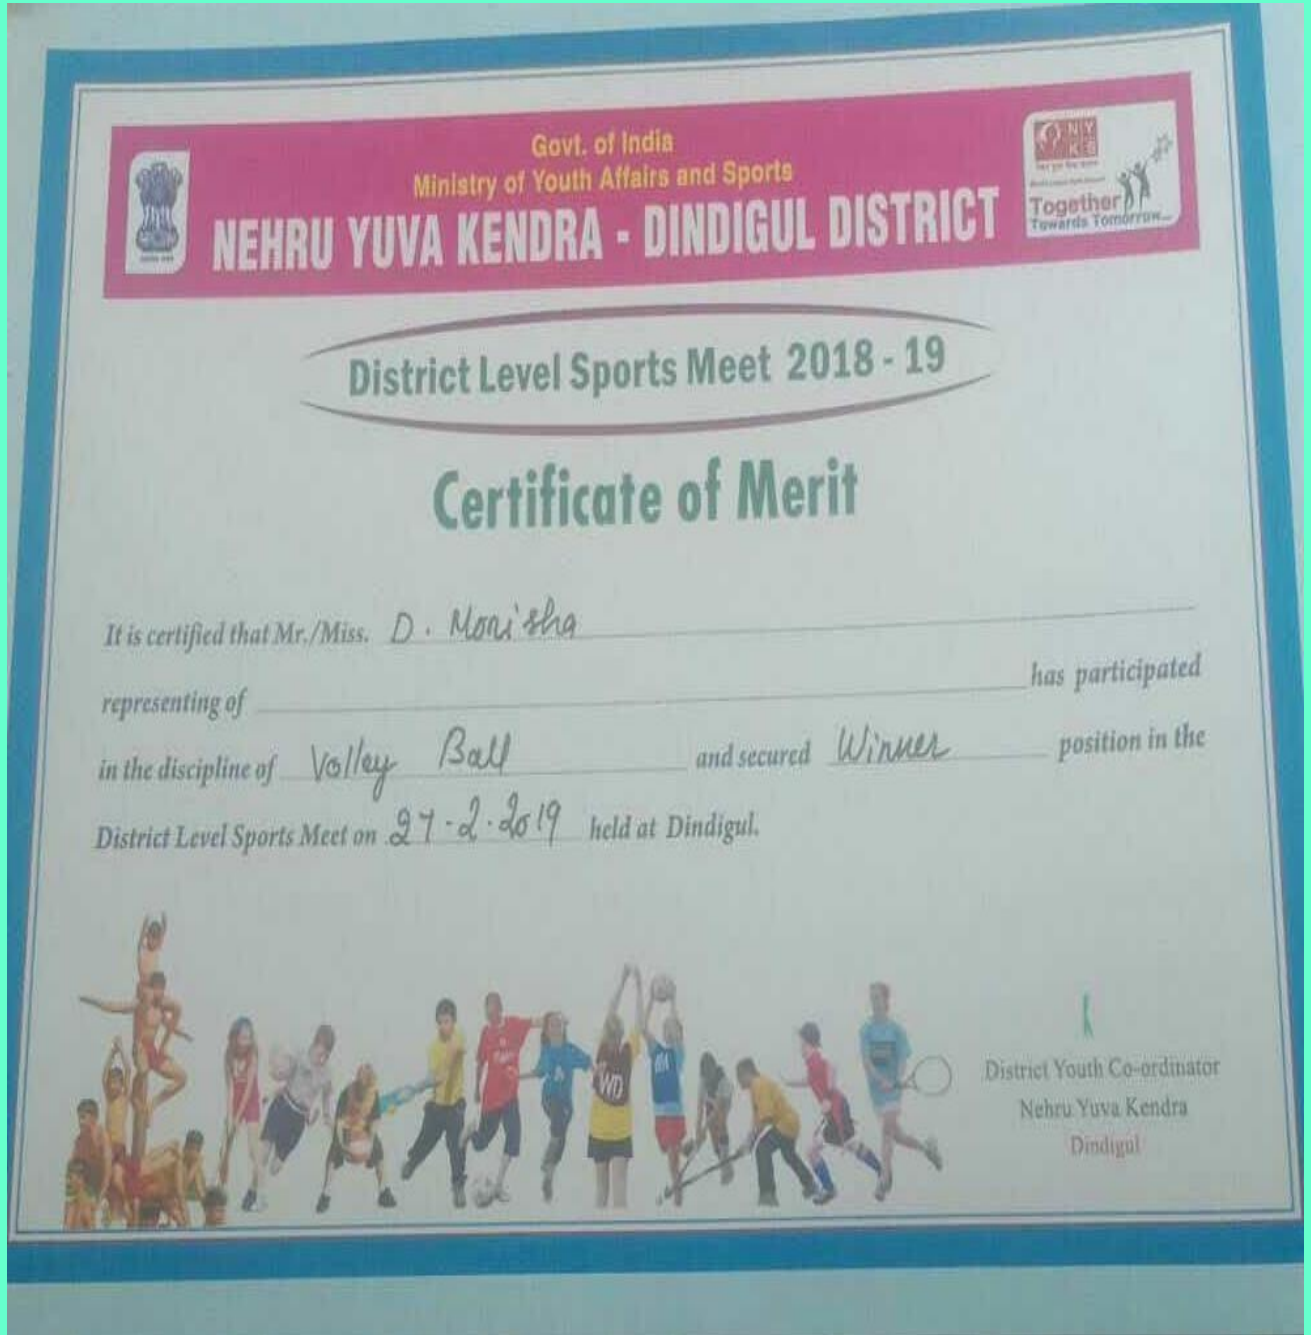 Govt. of India
Ministry of Youth Affairs and Sports
NEHRU YUVA KENDRA - DINDIGUL DISTRICT
N Y
K S
Together
Towards Tomorrow...
District Level Sports Meet 2018 - 19
Certificate of Merit
It is certified that Mr./Miss. D. Monisha
representing of has participated
in the discipline of Volley Ball and secured Winner position in the
District Level Sports Meet on 27-2-2019 held at Dindigul.
WD
District Youth Co-ordinator
Nehru Yuva Kendra
Dindigul